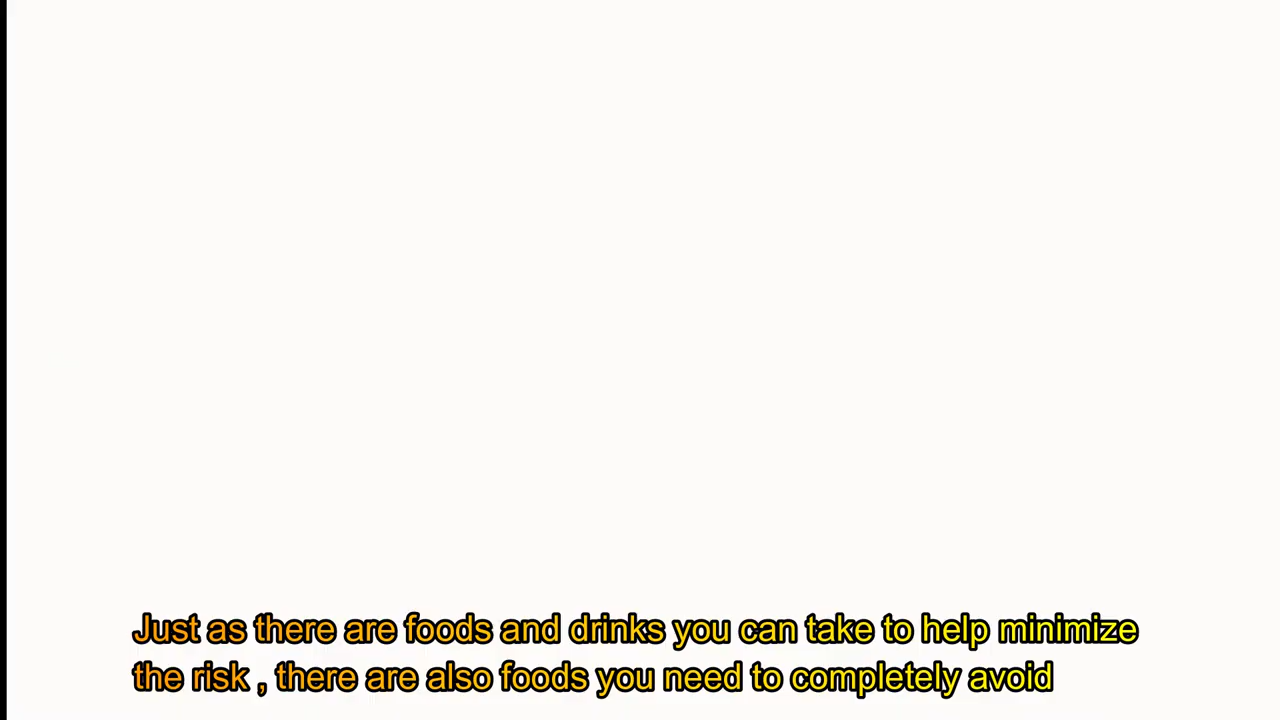 Just as there are foods and drinks you can take to help minimize
the risk , there are also foods you need to completely avoid